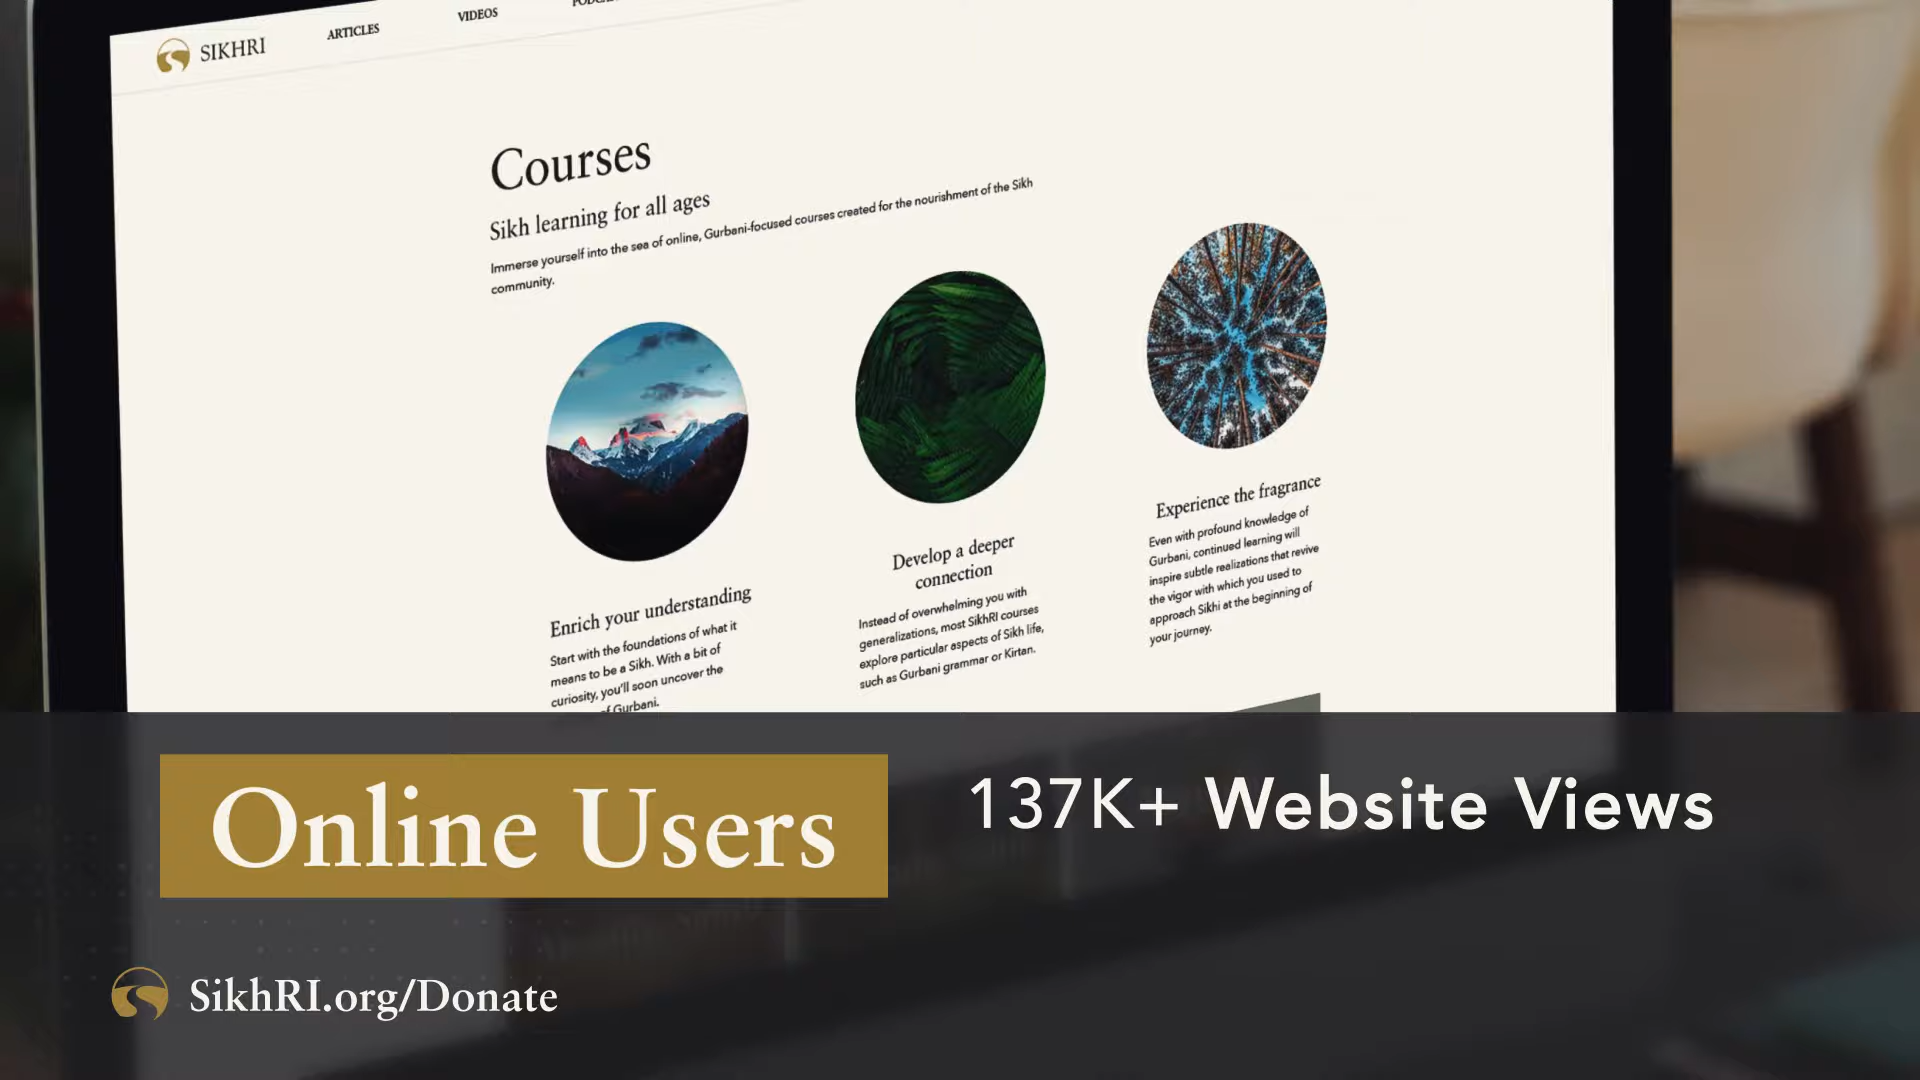 SIKHRI
ARTICLES
VIDEOS
Courses
Sikh learning for all ages
Immerse yourself into the sea of online, Gurbani-focused courses created for the nourishment of the Sikh
community.
Enrich your understanding
Start with the foundations of what it
means to be a Sikh. With a bit of
curiosity, you'll soon uncover the
of Gurbani.
Develop a deeper
connection
Instead of overwhelming you with
generalizations, most SikhRI courses
explore particular aspects of Sikh life,
such as Gurbani grammar or Kirtan.
Experience the fragrance
Even with profound knowledge of
Gurbani, continued learning will
inspire subtle realizations that revive
the vigor with which you used to
approach Sikhi at the beginning of
your journey.
Online Users
137K+ Website Views
SikhRI.org/Donate